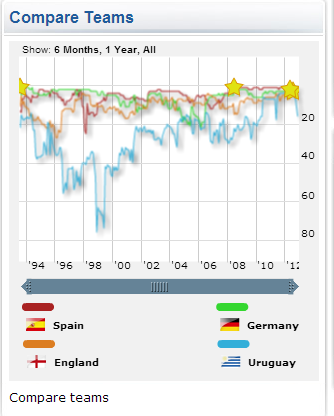 Compare Teams
Show: 6 Months, 1 Year, All
20
40
60
80
'94 '96 '98 '00 '02 '04 '06 '08 '10 '12
Spain Germany
England Uruguay
Compare teams